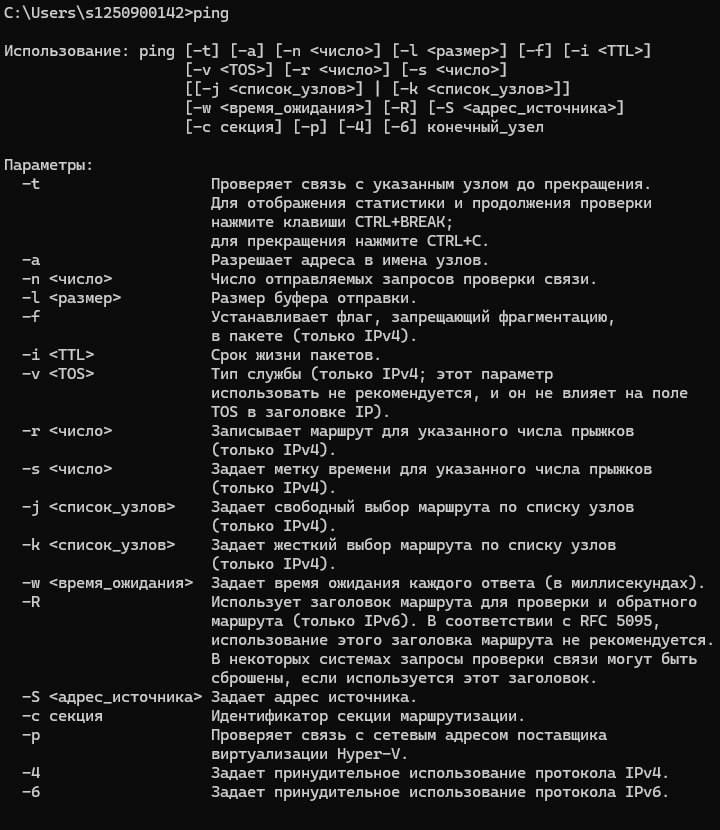 C:\Users\s1250900142>ping
Использование: ping [-t] [-a] [-n <число>] [-l <размер>] [-f] [-i <TTL>]
[-v <TOS>] [-r <число>] [-s <число>]
[[-j <список_узлов>] | [-k <список_узлов>]]
[-w <время_ожидания>] [-R] [-S <адрес_источника>]
[-c секция] [-p] [-4] [-6] конечный_узел
Параметры:
-t Проверяет связь с указанным узлом до прекращения.
Для отображения статистики и продолжения проверки
нажмите клавиши CTRL+BREAK;
для прекращения нажмите CTRL+C.
-a Разрешает адреса в имена узлов.
-n <число> Число отправляемых запросов проверки связи.
-l <размер> Размер буфера отправки.
-f Устанавливает флаг, запрещающий фрагментацию,
в пакете (только IPv4).
-i <TTL> Срок жизни пакетов.
-v <TOS> Тип службы (только IPv4; этот параметр
использовать не рекомендуется, и он не влияет на поле
TOS в заголовке IP).
-r <число> Записывает маршрут для указанного числа прыжков
(только IPv4).
-s <число> Задает метку времени для указанного числа прыжков
(только IPv4).
-j <список_узлов> Задает свободный выбор маршрута по списку узлов
(только IPv4).
-k <список_узлов> Задает жесткий выбор маршрута по списку узлов
(только IPv4).
-w <время_ожидания> Задает время ожидания каждого ответа (в миллисекундах).
-R Использует заголовок маршрута для проверки и обратного
маршрута (только IPv6). В соответствии с RFC 5095,
использование этого заголовка маршрута не рекомендуется.
В некоторых системах запросы проверки связи могут быть
сброшены, если используется этот заголовок.
-S <адрес_источника> Задает адрес источника.
-c секция Идентификатор секции маршрутизации.
-p Проверяет связь с сетевым адресом поставщика
виртуализации Hyper-V.
-4 Задает принудительное использование протокола IPv4.
-6 Задает принудительное использование протокола IPv6.